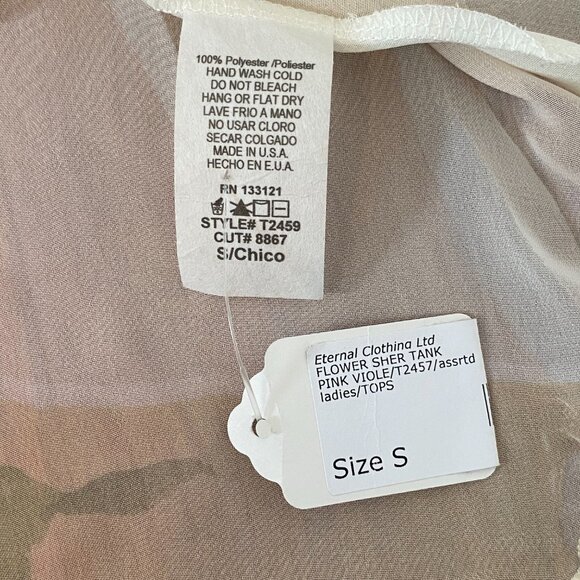 100% Polyester /Poliester
HAND WASH COLD
DO NOT BLEACH
HANG OR FLAT DRY
LAVE FRIO A MANO
NO USAR CLORO
SECAR COLGADO
MADE IN U.S.A.
HECHO EN E.U.A.
RN 133121
STYLE# T2459
CUT# 8867
S/Chico
Eternal Clothing Ltd
FLOWER SHER TANK
PINK VIOLE/T2457/assrtd
ladies/TOPS
Size S